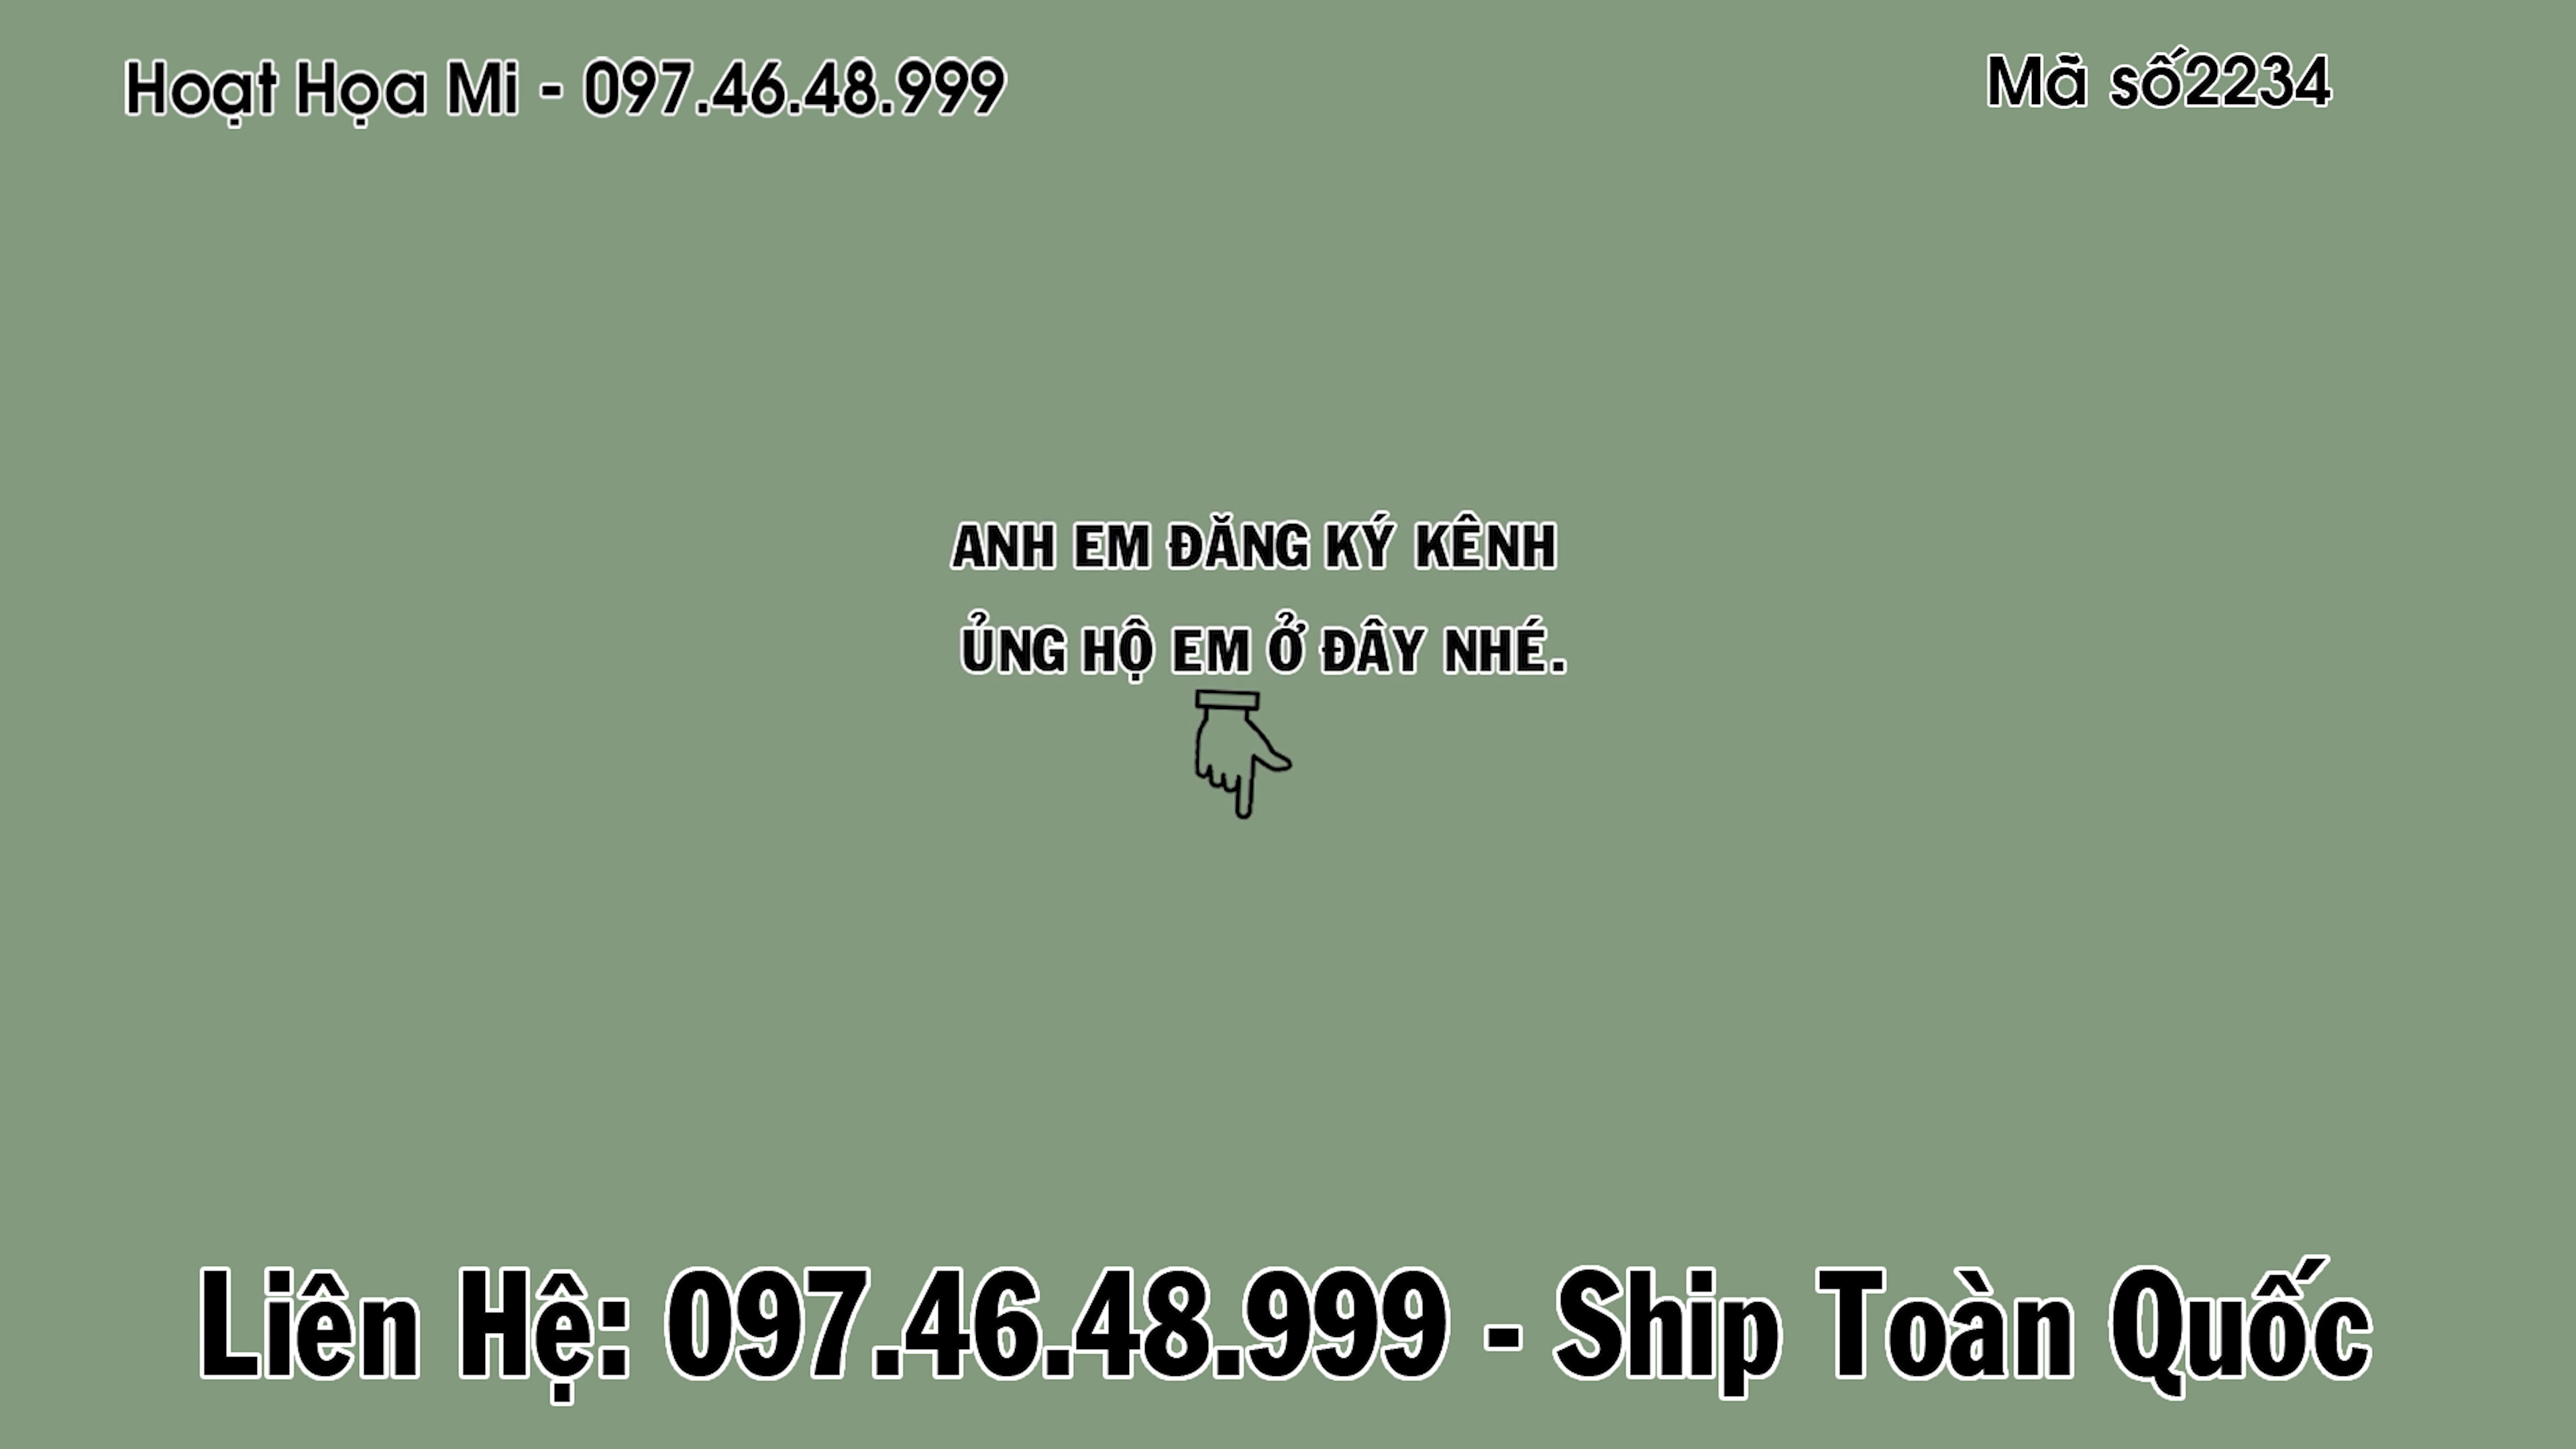 Hoạt Họa Mi - 097.46.48.999
Mã số2234
ANH EM ĐĂNG KÝ KÊNH
ỦNG HỘ EM Ở ĐÂY NHÉ.
Liên Hệ: 097.46.48.999 - Ship Toàn Quốc